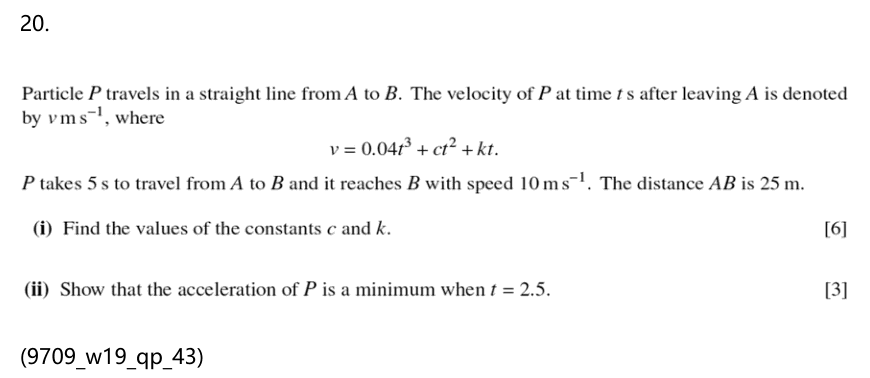 20.
Particle P travels in a straight line from A to B. The velocity of P at time t s after leaving A is denoted
by v m s⁻¹, where
v = 0.04t³ + ct² + kt.
P takes 5 s to travel from A to B and it reaches B with speed 10 m s⁻¹. The distance AB is 25 m.
(i) Find the values of the constants c and k. [6]
(ii) Show that the acceleration of P is a minimum when t = 2.5. [3]
(9709_w19_qp_43)